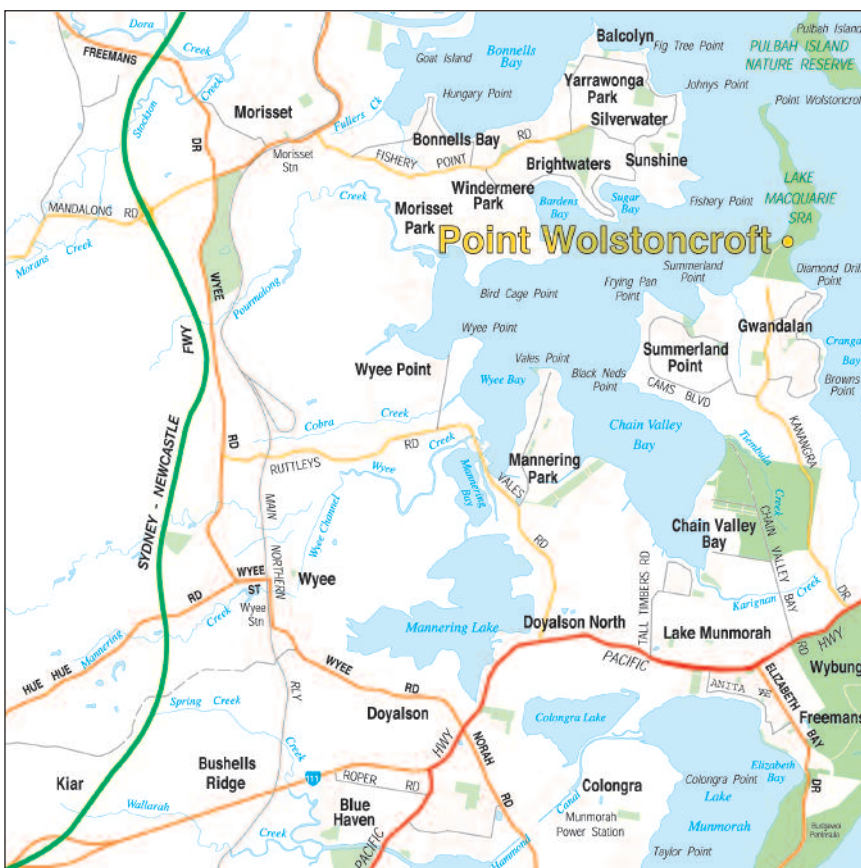 Dora
Creek
FREEMANS
DR
Stockton
Creek
Morisset
Morisset
Stn
Fullers Ck
Goat Island
Bonnells
Bay
Hungary Point
Balcolyn
Fig Tree Point
Pulbah Island
PULBAH ISLAND
NATURE RESERVE
Yarrawonga
Park
Silverwater
Johnys Point
Bonnells Bay
FISHERY POINT RD
Brightwaters
Sunshine
Windermere
Park
Creek
Morisset
Park
Bardens
Bay
Sugar
Bay
Fishery Point
LAKE
MACQUARIE
SRA
MANDALONG RD
Morans Creek
Point Wolstoncroft
Summerland
Point
Frying Pan
Point
WYEE
Pourmalong
Bird Cage Point
Wyee Point
Gwandalan
Summerland
Point
FWY
Wyee Point
Vales Point
Wyee Bay
Black Neds
Point
CAMS BLVD
Browns
Point
Chain Valley
Bay
KANANGRA
Cobra Creek
RD
RUTTLEYS RD
Wyee Creek
Mannering
Bay
VALES
RD
Mannering
Park
Tiembula
Creek
SYDNEY - NEWCASTLE
MAIN
NORTHERN
RLY
Wyee Channel
Chain Valley
Bay
CHAIN VALLEY BAY
RD
DR
WYEE
ST
Wyee
Wyee
Stn
TALL TIMBERS RD
Karignan Creek
HUE HUE RD
Mannering
Creek
Mannering Lake
Doyalson North
Lake Munmorah
PACIFIC
HWY
Wybung
WYEE RD
ELIZABETH
BAY
DR
ANITA
Freemans
Spring Creek
Doyalson
HWY
NORAH
RD
Colongra Lake
Kiar
Bushells
Ridge
111
ROPER RD
Creek
Colongra
Colongra Point
Elizabeth
Bay
Lake
Munmorah
Wallarah
Creek
Blue
Haven
PACIFIC
Canal
Hammond
Munmorah
Power Station
Taylor Point
Budgewoi
Peninsula